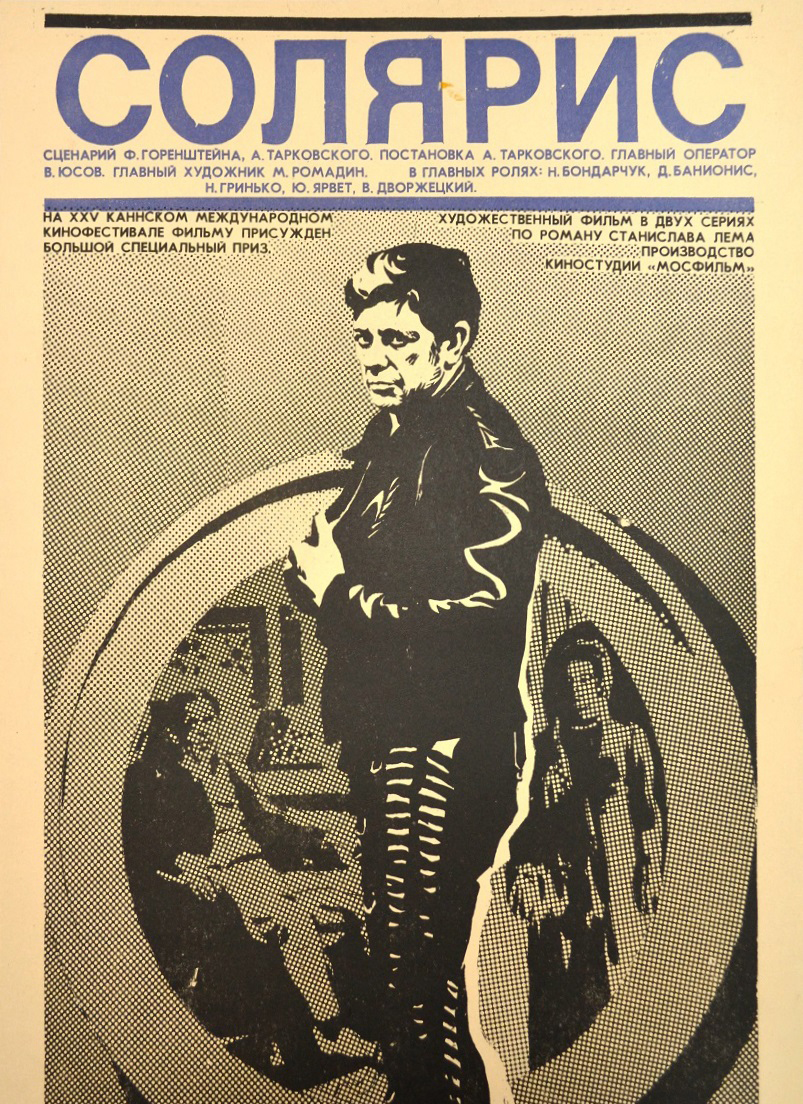 СОЛЯРИС
СЦЕНАРИЙ Ф. ГОРЕНШТЕЙНА, А. ТАРКОВСКОГО. ПОСТАНОВКА А. ТАРКОВСКОГО. ГЛАВНЫЙ ОПЕРАТОР
В. ЮСОВ. ГЛАВНЫЙ ХУДОЖНИК М. РОМАДИН. В ГЛАВНЫХ РОЛЯХ: Н. БОНДАРЧУК, Д. БАНИОНИС,
Н. ГРИНЬКО, Ю. ЯРВЕТ, В. ДВОРЖЕЦКИЙ.
НА XXV КАННСКОМ МЕЖДУНАРОДНОМ
КИНОФЕСТИВАЛЕ ФИЛЬМУ ПРИСУЖДЕН
БОЛЬШОЙ СПЕЦИАЛЬНЫЙ ПРИЗ.
ХУДОЖЕСТВЕННЫЙ ФИЛЬМ В ДВУХ СЕРИЯХ
ПО РОМАНУ СТАНИСЛАВА ЛЕМА
ПРОИЗВОДСТВО
КИНОСТУДИИ «МОСФИЛЬМ»